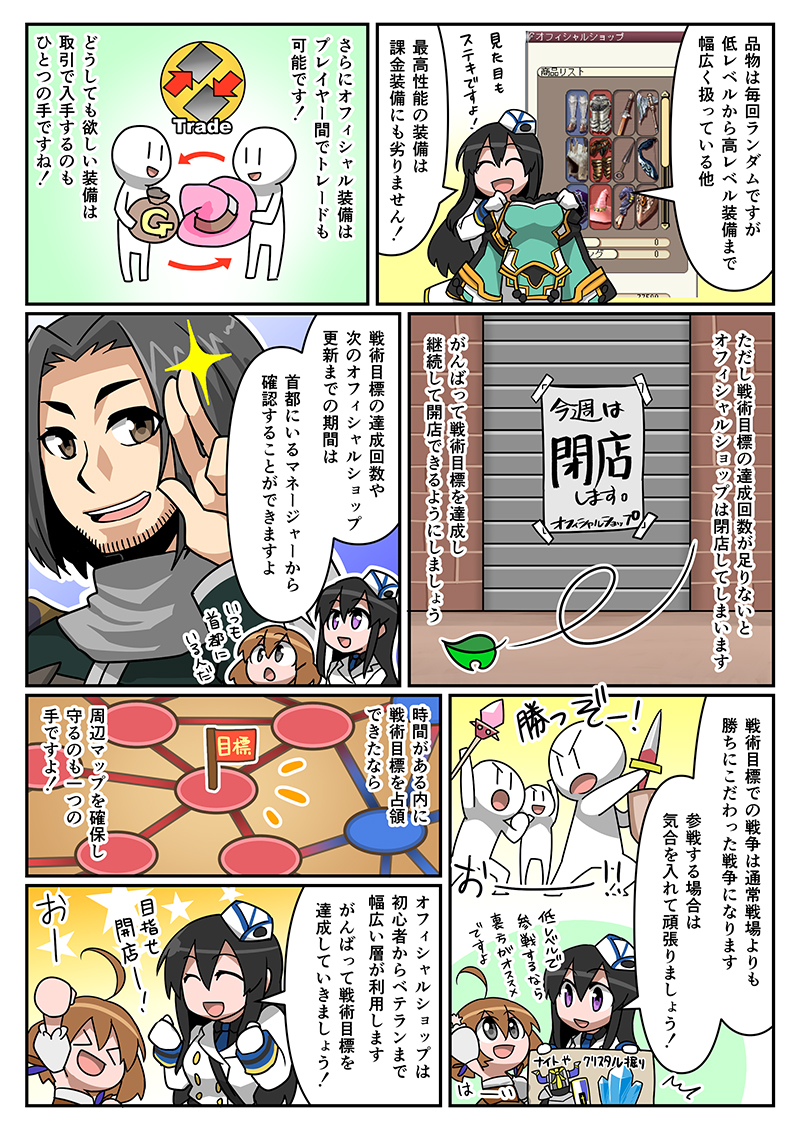 品物は毎回ランダムですが
低レベルから高レベル装備まで
幅広く扱っている他
オフィシャルショップ
商品リスト
見た目も
ステキですよ！
最高性能の装備は
課金装備にも劣りません！
0
ング
0
さらにオフィシャル装備は
プレイヤー間でトレードも
可能です！
Trade
G
どうしても欲しい装備は
取引で入手するのも
ひとつの手ですね！
ただし戦術目標の達成回数が足りないと
オフィシャルショップは閉店してしまいます
今週は
閉店
します。
オフィシャルショップ
がんばって戦術目標を達成し
継続して開店できるようにしましょう
戦術目標の達成回数や
次のオフィシャルショップ
更新までの期間は
首都にいるマネージャーから
確認することができますよ
いつも
首都に
いるんだ
戦術目標での戦争は通常戦場よりも
勝ちにこだわった戦争になります
参戦する場合は
気合を入れて頑張りましょう！
勝つぞー！
お
!!
低レベルで
参戦するなら
裏方がオススメ
ですよ
ナイトや
クリスタル掘り
はーい
時間がある内に
戦術目標を占領
できたなら
目標
周辺マップを確保し
守るのも一つの
手ですよ！
オフィシャルショップは
初心者からベテランまで
幅広い層が利用します
がんばって戦術目標を
達成していきましょう！
目指せ
開店ー！
おー